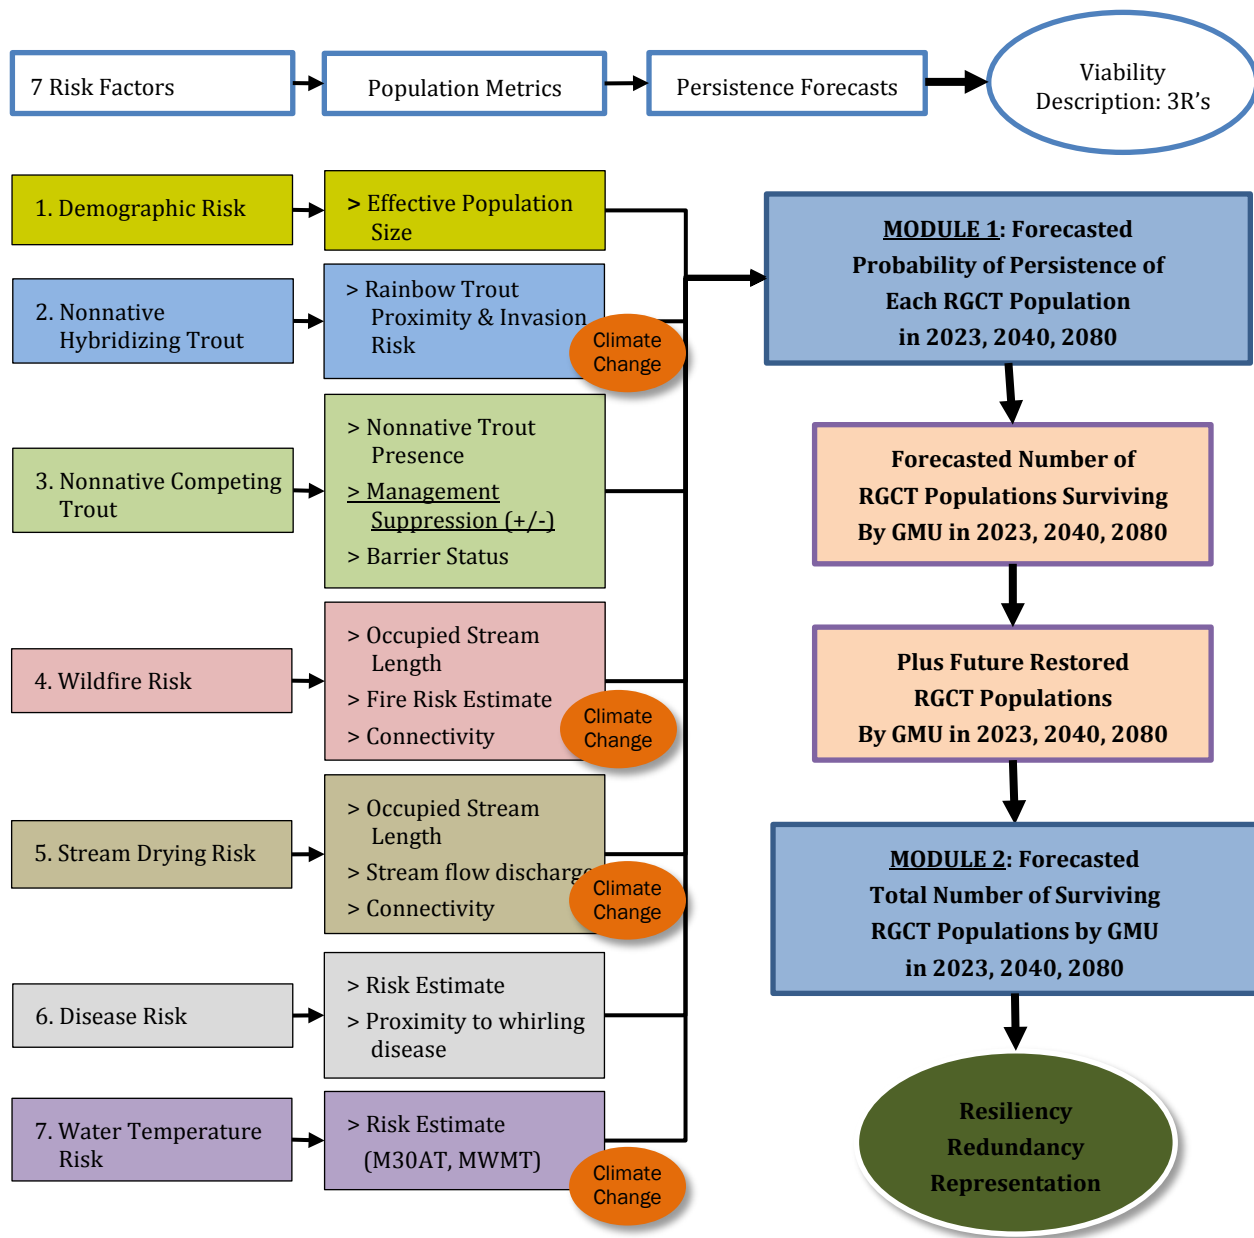 7 Risk Factors
Population Metrics
Persistence Forecasts
Viability
Description: 3R's
1. Demographic Risk
> Effective Population
Size
2. Nonnative
Hybridizing Trout
> Rainbow Trout
Proximity & Invasion
Risk
Climate
Change
3. Nonnative Competing
Trout
> Nonnative Trout
Presence
> Management
Suppression (+/-)
> Barrier Status
4. Wildfire Risk
> Occupied Stream
Length
> Fire Risk Estimate
> Connectivity
Climate
Change
5. Stream Drying Risk
> Occupied Stream
Length
> Stream flow discharge
> Connectivity
Climate
Change
6. Disease Risk
> Risk Estimate
> Proximity to whirling
disease
7. Water Temperature
Risk
> Risk Estimate
(M30AT, MWMT)
Climate
Change
MODULE 1: Forecasted
Probability of Persistence of
Each RGCT Population
in 2023, 2040, 2080
Forecasted Number of
RGCT Populations Surviving
By GMU in 2023, 2040, 2080
Plus Future Restored
RGCT Populations
By GMU in 2023, 2040, 2080
MODULE 2: Forecasted
Total Number of Surviving
RGCT Populations by GMU
in 2023, 2040, 2080
Resiliency
Redundancy
Representation